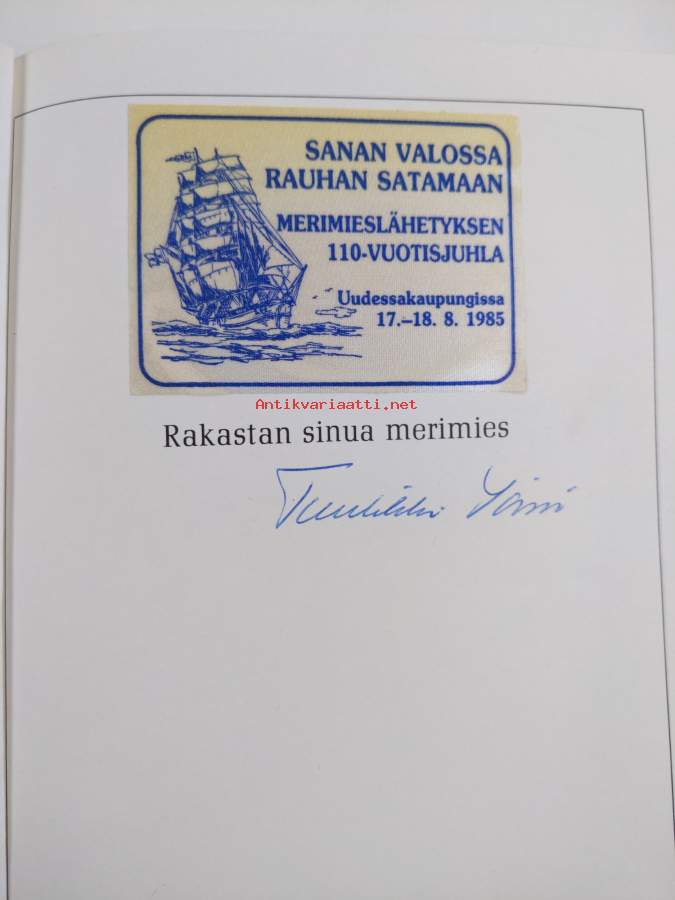 SANAN VALOSSA
RAUHAN SATAMAAN
MERIMIESLÄHETYKSEN
110-VUOTISJUHLA
Uudessakaupungissa
17.–18. 8. 1985
Antikvariaatti.net
Rakastan sinua merimies